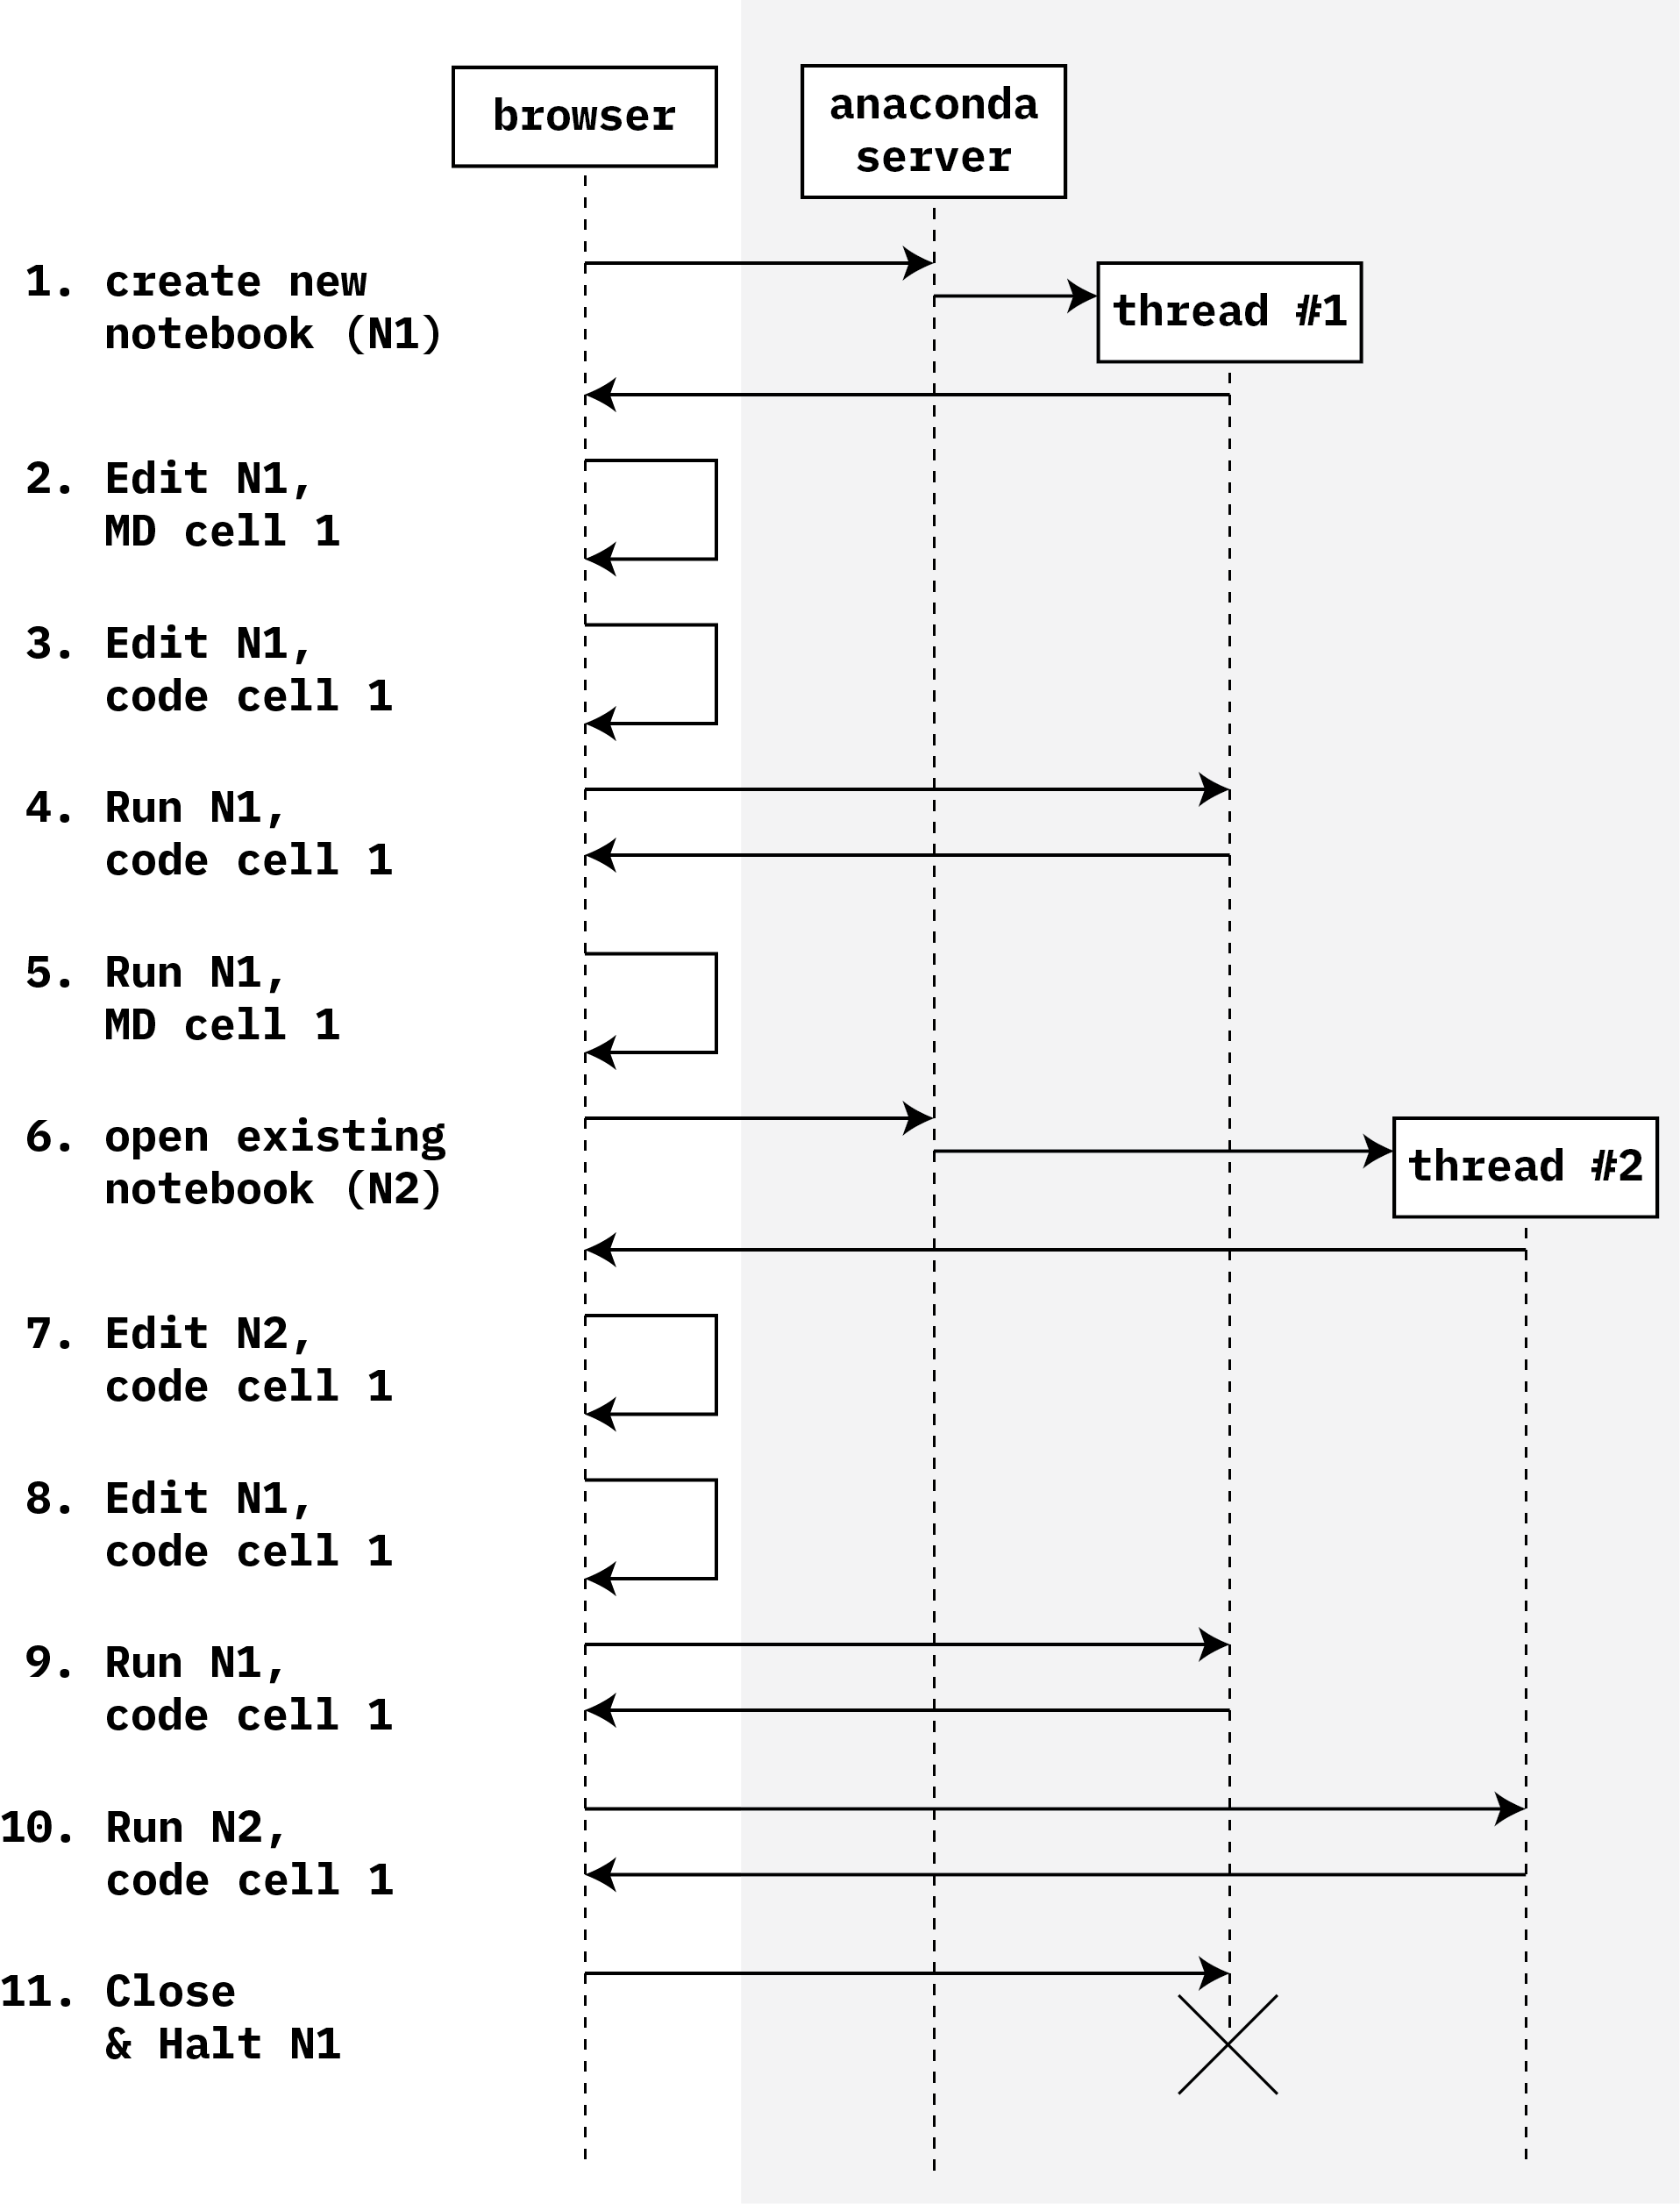 browser
anaconda
server
1. create new
notebook (N1)
thread #1
2. Edit N1,
MD cell 1
3. Edit N1,
code cell 1
4. Run N1,
code cell 1
5. Run N1,
MD cell 1
6. open existing
notebook (N2)
thread #2
7. Edit N2,
code cell 1
8. Edit N1,
code cell 1
9. Run N1,
code cell 1
10. Run N2,
code cell 1
11. Close
& Halt N1